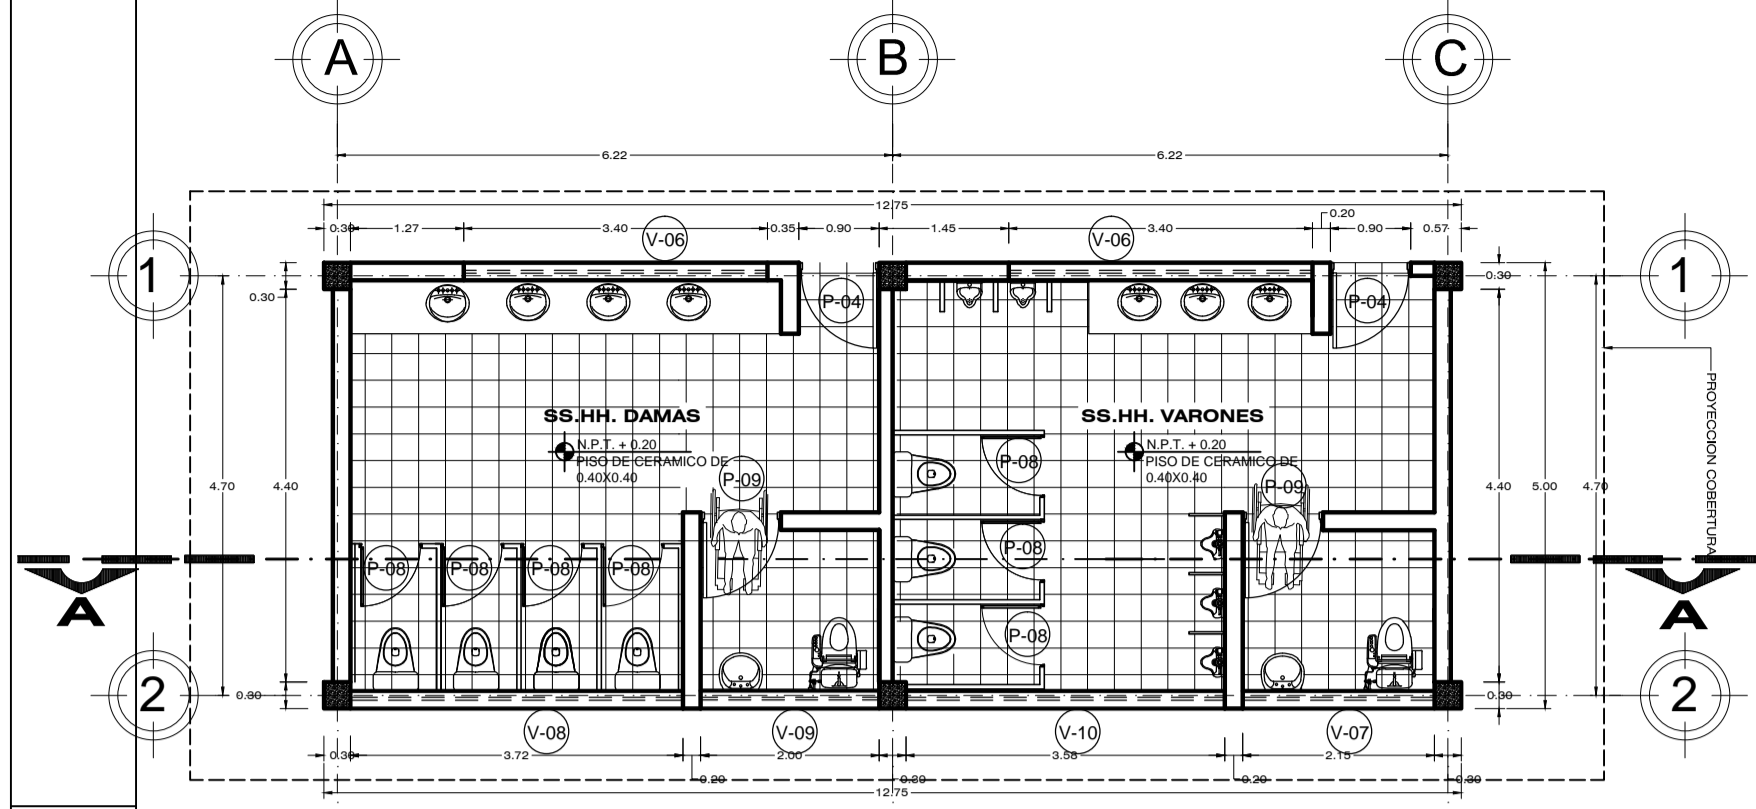 A B C
6.22 6.22
12.75
0.20
0.30 1.27 3.40 0.35 0.90 1.45 3.40 0.90 0.57
V-06 V-06
1 1
0.30 0.30
P-04 P-04
PROYECCION COBERTURA
SS.HH. DAMAS SS.HH. VARONES
N.P.T. + 0.20 N.P.T. + 0.20
PISO DE CERAMICO DE PISO DE CERAMICO DE
0.40X0.40 0.40X0.40
P-08
P-09 P-09
4.70 4.40 4.40 5.00 4.70
P-08
P-08 P-08 P-08 P-08
A A
P-08
2 2
0.30 0.30
V-08 V-09 V-10 V-07
0.30 3.72 2.00 3.58 2.15
0.20 0.30 0.20 0.30
12.75